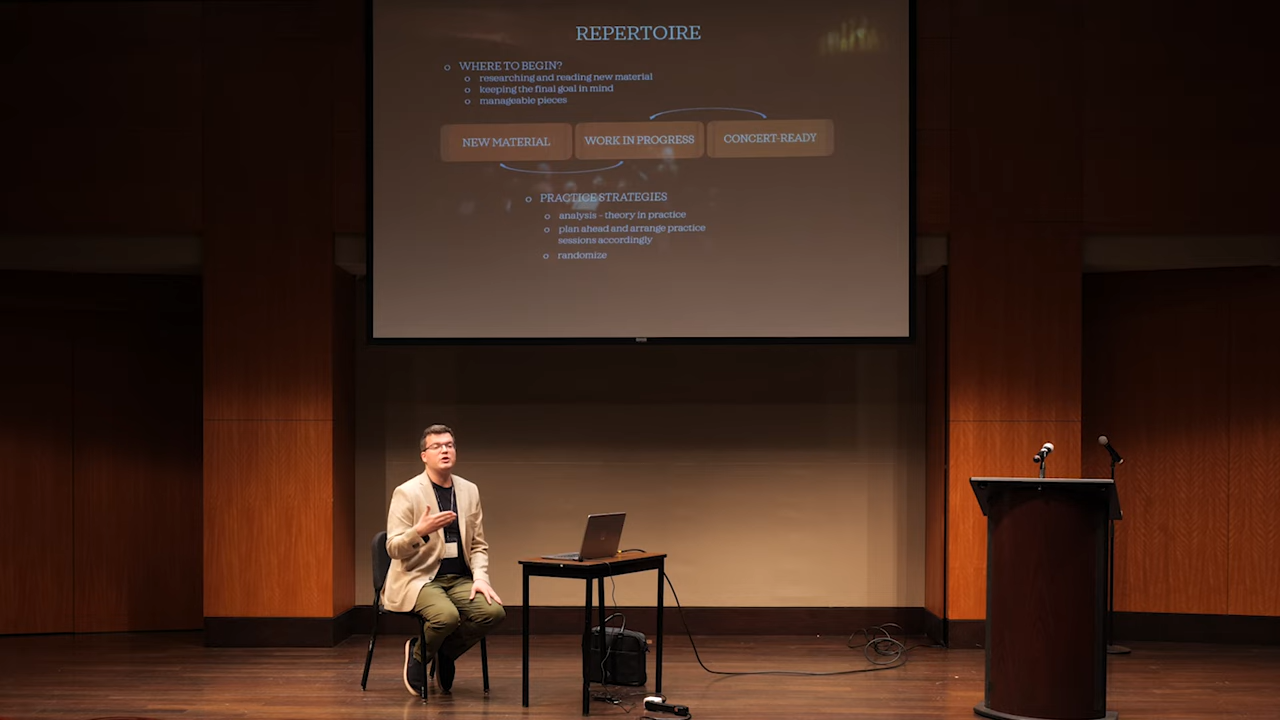 REPERTOIRE
WHERE TO BEGIN?
researching and reading new material
keeping the final goal in mind
manageable pieces
NEW MATERIAL
WORK IN PROGRESS
CONCERT-READY
PRACTICE STRATEGIES
analysis - theory in practice
plan ahead and arrange practice
sessions accordingly
randomize